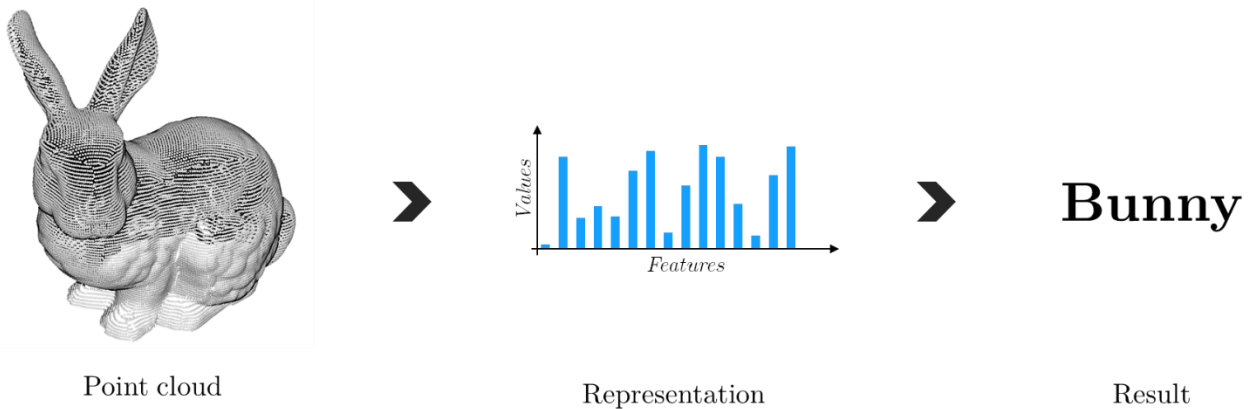 Values
Features
Bunny
Point cloud
Representation
Result